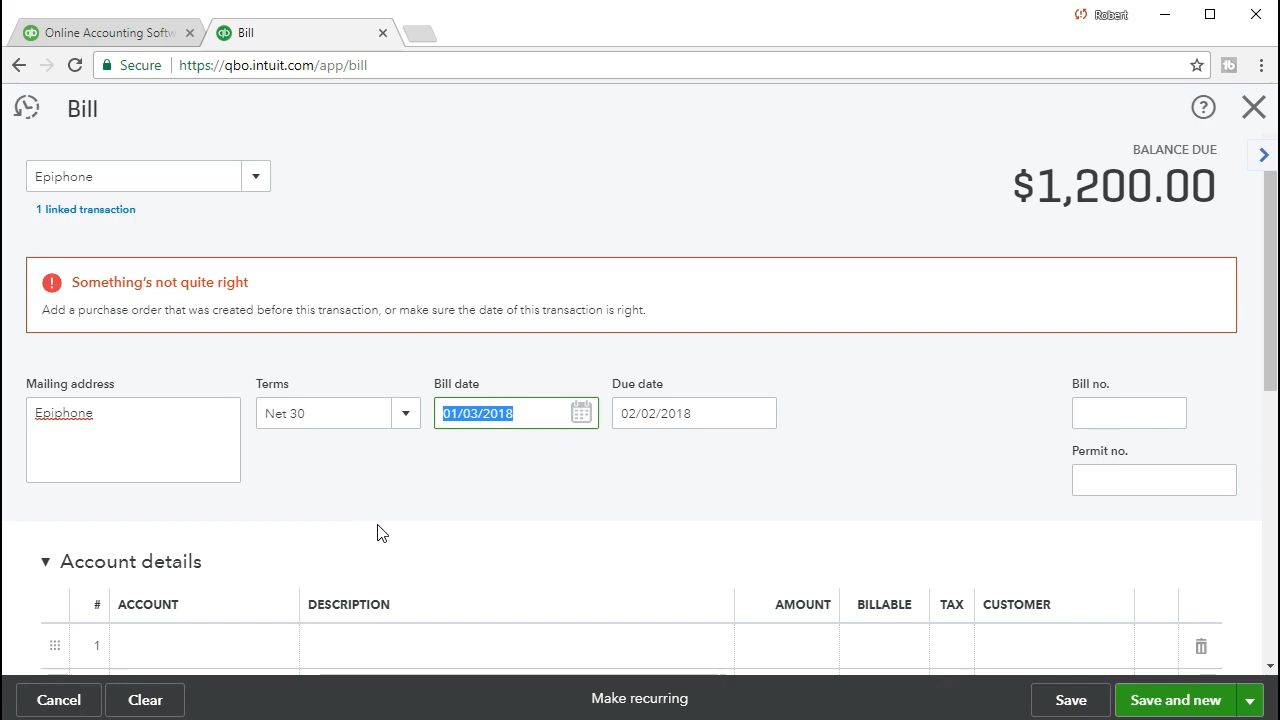 Robert
Online Accounting Softw
Bill
Secure
https://qbo.intuit.com/app/bill
Bill
BALANCE DUE
$1,200.00
Epiphone
1 linked transaction
Something's not quite right
Add a purchase order that was created before this transaction, or make sure the date of this transaction is right.
Mailing address
Terms
Bill date
Due date
Bill no.
Epiphone
Net 30
01/03/2018
02/02/2018
Permit no.
Account details
# ACCOUNT DESCRIPTION AMOUNT BILLABLE TAX CUSTOMER
1
Cancel
Clear
Make recurring
Save
Save and new